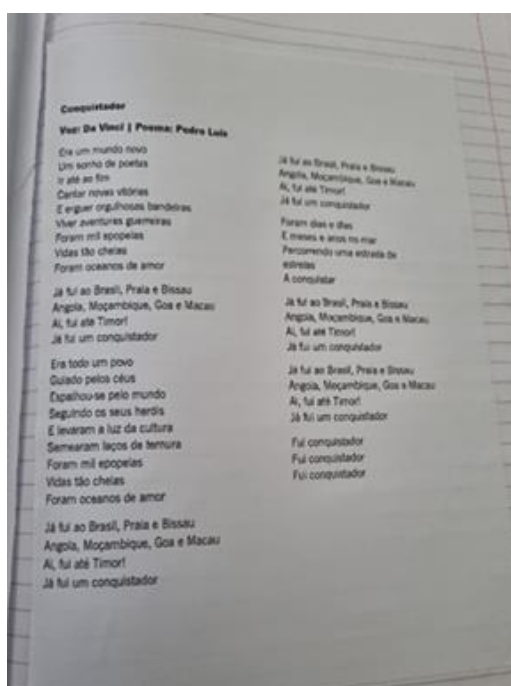 Conquistador
Voz: Da Vinci | Poema: Pedro Luis
Era um mundo novo
Um sonho de poetas
Ir até ao fim
Cantar novas vitórias
E erguer orgulhosas bandeiras
Viver aventuras guerreiras
Foram mil epopeias
Vidas tão cheias
Foram oceanos de amor
Já fui ao Brasil, Praia e Bissau
Angola, Moçambique, Goa e Macau
Ai, fui até Timor!
Já fui um conquistador
Era todo um povo
Guiado pelos céus
Espalhou-se pelo mundo
Seguindo os seus heróis
E levaram a luz da cultura
Semearam laços de ternura
Foram mil epopeias
Vidas tão cheias
Foram oceanos de amor
Já fui ao Brasil, Praia e Bissau
Angola, Moçambique, Goa e Macau
Ai, fui até Timor!
Já fui um conquistador
Já fui ao Brasil, Praia e Bissau
Angola, Moçambique, Goa e Macau
Ai, fui até Timor!
Já fui um conquistador
Foram dias e dias
E meses e anos no mar
Percorrendo uma estrada de
estrelas
A conquistar
Já fui ao Brasil, Praia e Bissau
Angola, Moçambique, Goa e Macau
Ai, fui até Timor!
Já fui um conquistador
Já fui ao Brasil, Praia e Bissau
Angola, Moçambique, Goa e Macau
Ai, fui até Timor!
Já fui um conquistador
Fui conquistador
Fui conquistador
Fui conquistador